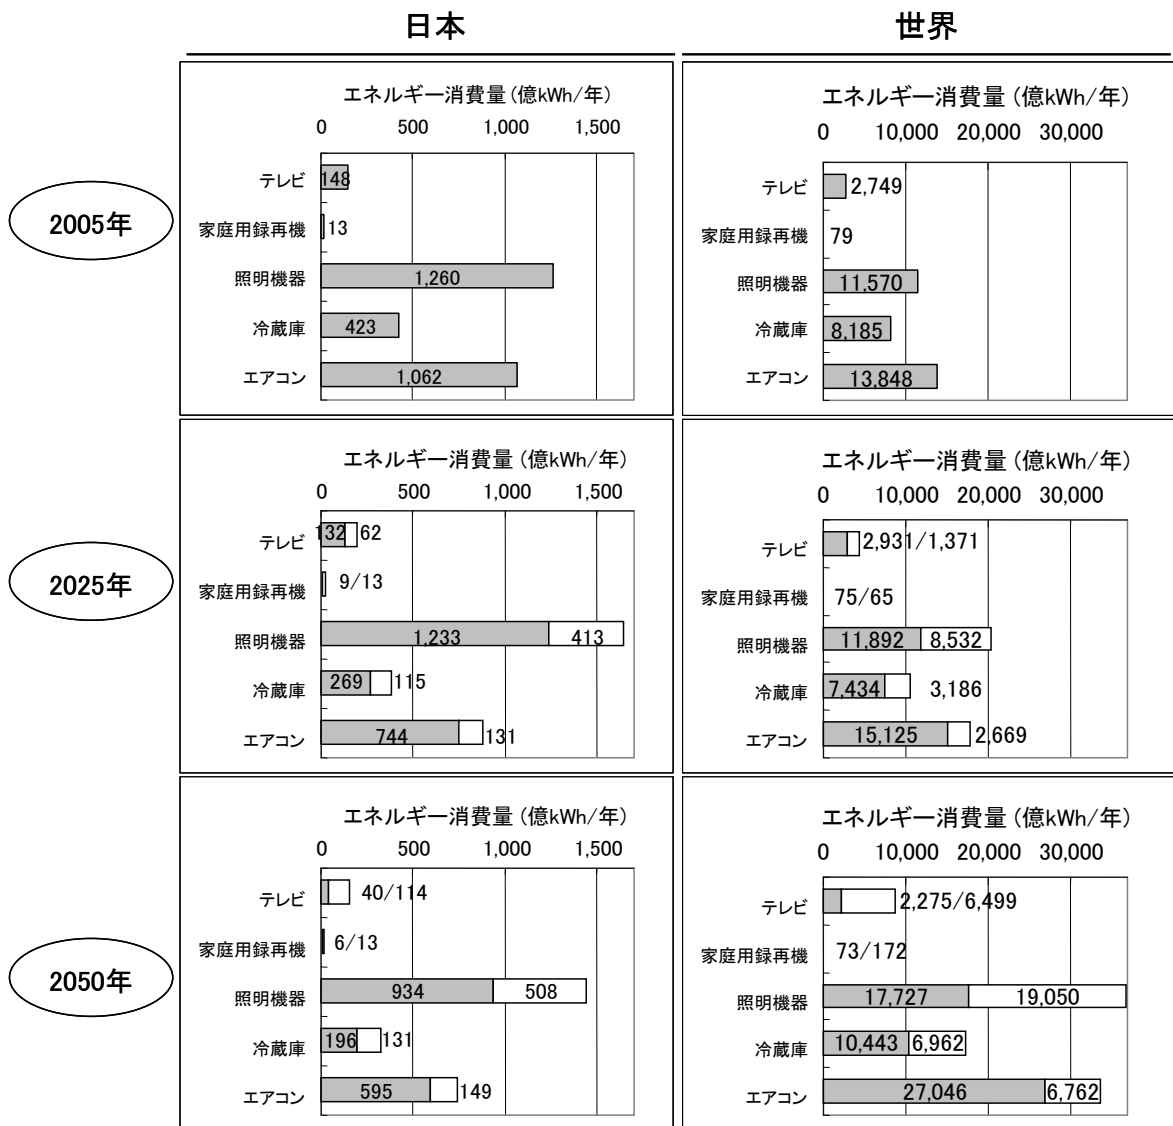 日本
世界
2005年
エネルギー消費量(億kWh/年)
0 500 1,000 1,500
テレビ 148
家庭用録再機 13
照明機器 1,260
冷蔵庫 423
エアコン 1,062
エネルギー消費量(億kWh/年)
0 10,000 20,000 30,000
テレビ 2,749
家庭用録再機 79
照明機器 11,570
冷蔵庫 8,185
エアコン 13,848
2025年
エネルギー消費量(億kWh/年)
0 500 1,000 1,500
テレビ 132 62
家庭用録再機 9/13
照明機器 1,233 413
冷蔵庫 269 115
エアコン 744 131
エネルギー消費量(億kWh/年)
0 10,000 20,000 30,000
テレビ 2,931/1,371
家庭用録再機 75/65
照明機器 11,892 8,532
冷蔵庫 7,434 3,186
エアコン 15,125 2,669
2050年
エネルギー消費量(億kWh/年)
0 500 1,000 1,500
テレビ 40/114
家庭用録再機 6/13
照明機器 934 508
冷蔵庫 196 131
エアコン 595 149
エネルギー消費量(億kWh/年)
0 10,000 20,000 30,000
テレビ 2,275/6,499
家庭用録再機 73/172
照明機器 17,727 19,050
冷蔵庫 10,443 6,962
エアコン 27,046 6,762